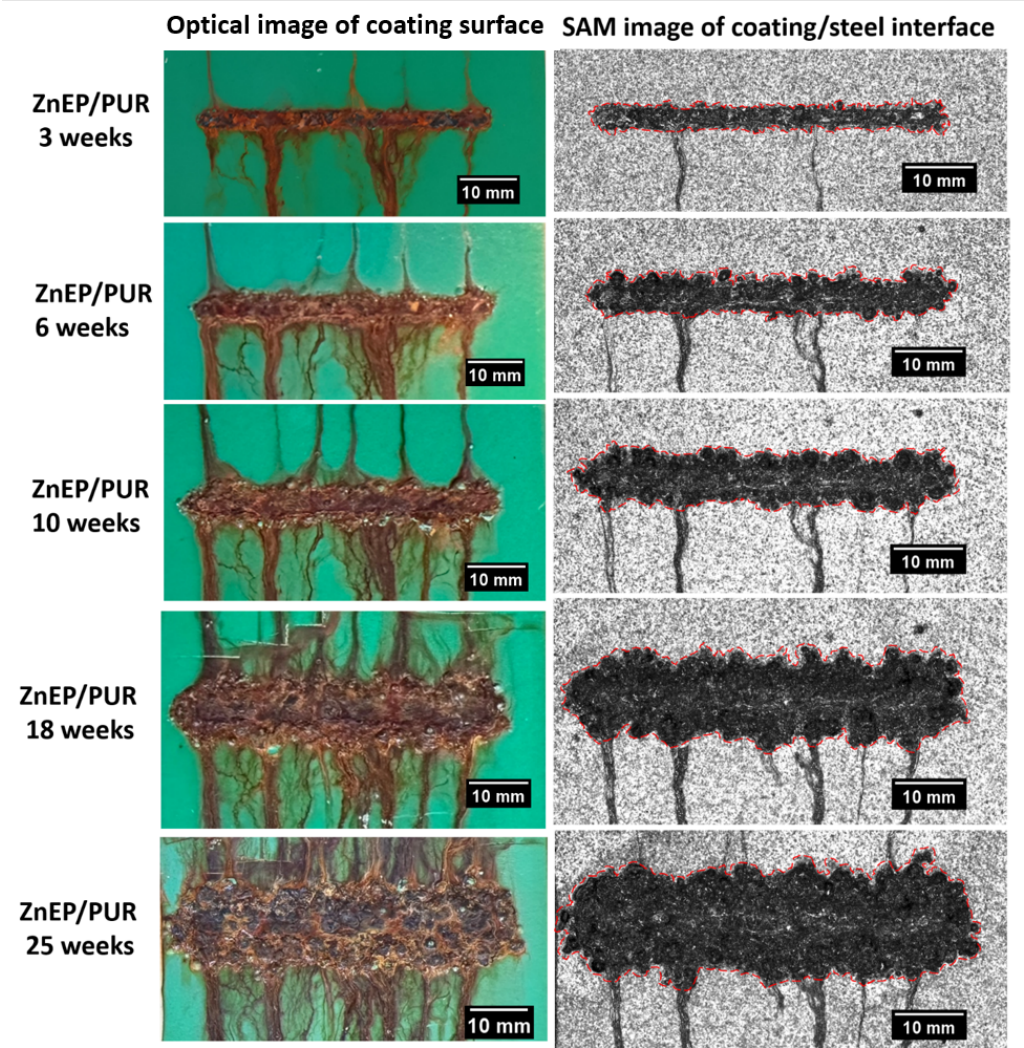 Optical image of coating surface
SAM image of coating/steel interface
ZnEP/PUR
3 weeks
10 mm
10 mm
ZnEP/PUR
6 weeks
10 mm
10 mm
ZnEP/PUR
10 weeks
10 mm
10 mm
ZnEP/PUR
18 weeks
10 mm
10 mm
ZnEP/PUR
25 weeks
10 mm
10 mm